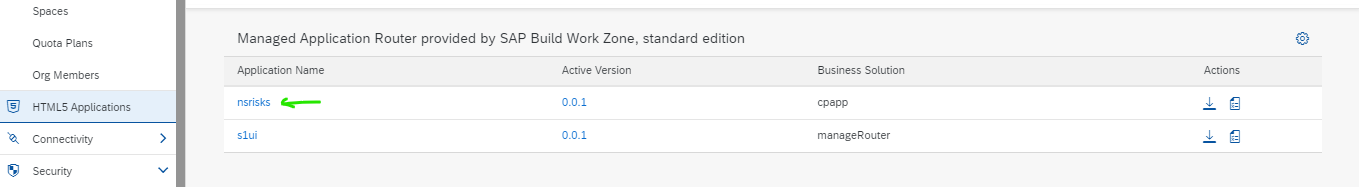 Spaces
Quota Plans
Org Members
HTML5 Applications
Connectivity
Security
Managed Application Router provided by SAP Build Work Zone, standard edition
Application Name Active Version Business Solution Actions
nsrisks 0.0.1 cpapp
s1ui 0.0.1 manageRouter